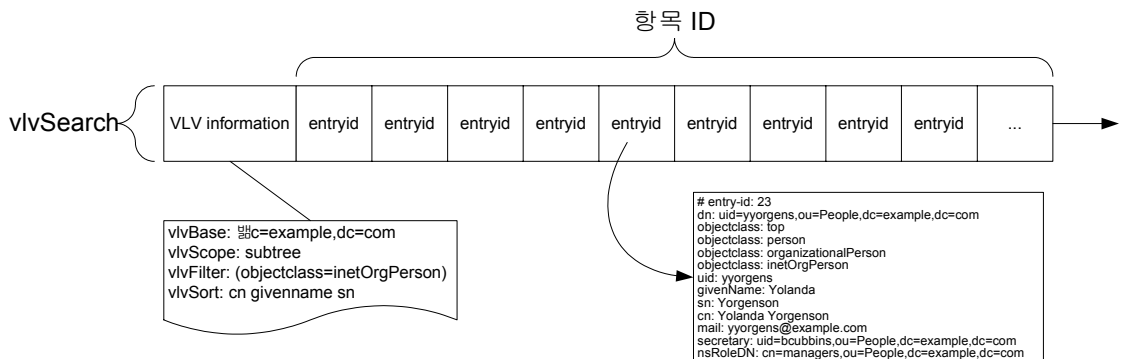 항목 ID
vlvSearch
VLV information
entryid
entryid
entryid
entryid
entryid
entryid
entryid
entryid
entryid
...
vlvBase: 뱖c=example,dc=com
vlvScope: subtree
vlvFilter: (objectclass=inetOrgPerson)
vlvSort: cn givenname sn
# entry-id: 23
dn: uid=yyorgens,ou=People,dc=example,dc=com
objectclass: top
objectclass: person
objectclass: organizationalPerson
objectclass: inetOrgPerson
uid: yyorgens
givenName: Yolanda
sn: Yorgenson
cn: Yolanda Yorgenson
mail: yyorgens@example.com
secretary: uid=bcubbins,ou=People,dc=example,dc=com
nsRoleDN: cn=managers,ou=People,dc=example,dc=com